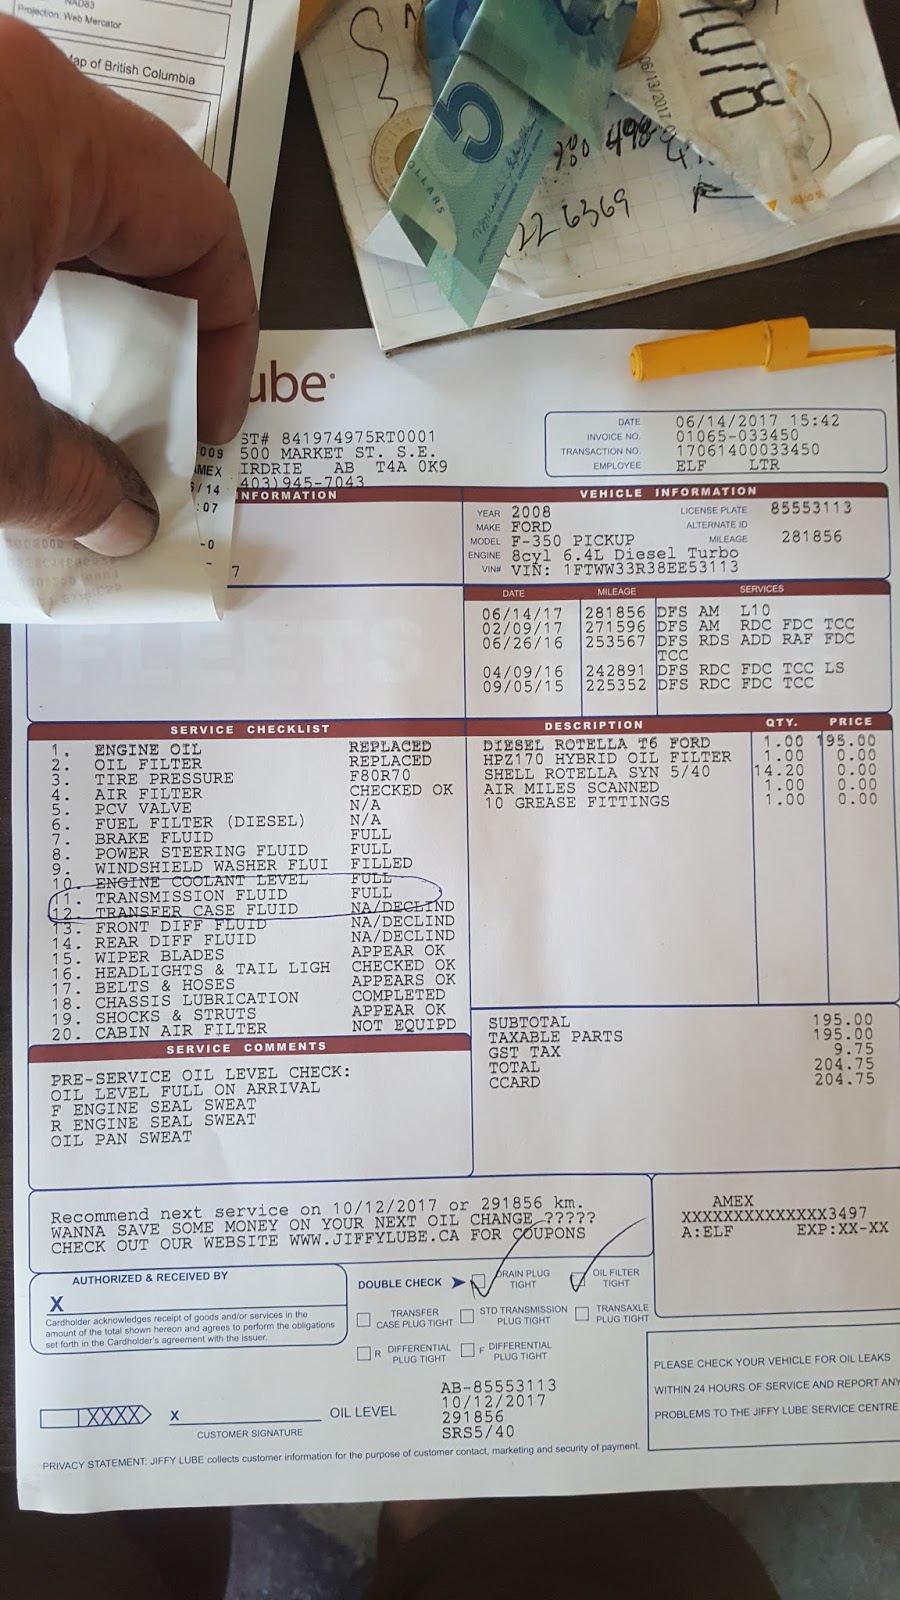 NAD83
Projection: Web Mercator
ap of British Columbia
5
DOLLARS
06/13/2017
498
226369
ube
ST# 841974975RT0001
500 MARKET ST. S.E.
IRDRIE AB T4A 0K9
403)945-7043
009
AMEX
/14
:07
-0
7
DATE 06/14/2017 15:42
INVOICE NO. 01065-033450
TRANSACTION NO. 17061400033450
EMPLOYEE ELF LTR
INFORMATION
VEHICLE INFORMATION
YEAR 2008 LICENSE PLATE 85553113
MAKE FORD ALTERNATE ID
MODEL F-350 PICKUP MILEAGE 281856
ENGINE 8cyl 6.4L Diesel Turbo
VIN# VIN: 1FTWW33R38EE53113
DATE MILEAGE SERVICES
06/14/17 281856 DFS AM L10
02/09/17 271596 DFS AM RDC FDC TCC
06/26/16 253567 DFS RDS ADD RAF FDC
TCC
04/09/16 242891 DFS RDC FDC TCC LS
09/05/15 225352 DFS RDC FDC TCC
SERVICE CHECKLIST
1. ENGINE OIL REPLACED
2. OIL FILTER REPLACED
3. TIRE PRESSURE F80R70
4. AIR FILTER CHECKED OK
5. PCV VALVE N/A
6. FUEL FILTER (DIESEL) N/A
7. BRAKE FLUID FULL
8. POWER STEERING FLUID FULL
9. WINDSHIELD WASHER FLUI FILLED
10. ENGINE COOLANT LEVEL FULL
11. TRANSMISSION FLUID FULL
12. TRANSFER CASE FLUID NA/DECLIND
13. FRONT DIFF FLUID NA/DECLIND
14. REAR DIFF FLUID NA/DECLIND
15. WIPER BLADES APPEAR OK
16. HEADLIGHTS & TAIL LIGH CHECKED OK
17. BELTS & HOSES APPEARS OK
18. CHASSIS LUBRICATION COMPLETED
19. SHOCKS & STRUTS APPEAR OK
20. CABIN AIR FILTER NOT EQUIPD
DESCRIPTION QTY. PRICE
DIESEL ROTELLA T6 FORD 1.00 195.00
HPZ170 HYBRID OIL FILTER 1.00 0.00
SHELL ROTELLA SYN 5/40 14.20 0.00
AIR MILES SCANNED 1.00 0.00
10 GREASE FITTINGS 1.00 0.00
SUBTOTAL 195.00
TAXABLE PARTS 195.00
GST TAX 9.75
TOTAL 204.75
CCARD 204.75
SERVICE COMMENTS
PRE-SERVICE OIL LEVEL CHECK:
OIL LEVEL FULL ON ARRIVAL
F ENGINE SEAL SWEAT
R ENGINE SEAL SWEAT
OIL PAN SWEAT
Recommend next service on 10/12/2017 or 291856 km.
WANNA SAVE SOME MONEY ON YOUR NEXT OIL CHANGE ?????
CHECK OUT OUR WEBSITE WWW.JIFFYLUBE.CA FOR COUPONS
AMEX
XXXXXXXXXXXXXX3497
A:ELF EXP:XX-XX
AUTHORIZED & RECEIVED BY
X
Cardholder acknowledges receipt of goods and/or services in the
amount of the total shown hereon and agrees to perform the obligations
set forth in the Cardholder's agreement with the issuer.
DOUBLE CHECK
DRAIN PLUG TIGHT
OIL FILTER TIGHT
TRANSFER CASE PLUG TIGHT
STD TRANSMISSION PLUG TIGHT
TRANSAXLE PLUG TIGHT
R DIFFERENTIAL PLUG TIGHT
F DIFFERENTIAL PLUG TIGHT
PLEASE CHECK YOUR VEHICLE FOR OIL LEAKS
WITHIN 24 HOURS OF SERVICE AND REPORT ANY
PROBLEMS TO THE JIFFY LUBE SERVICE CENTRE
XXXX
X
OIL LEVEL
CUSTOMER SIGNATURE
AB-85553113
10/12/2017
291856
SRS5/40
PRIVACY STATEMENT: JIFFY LUBE collects customer information for the purpose of customer contact, marketing and security of payment.